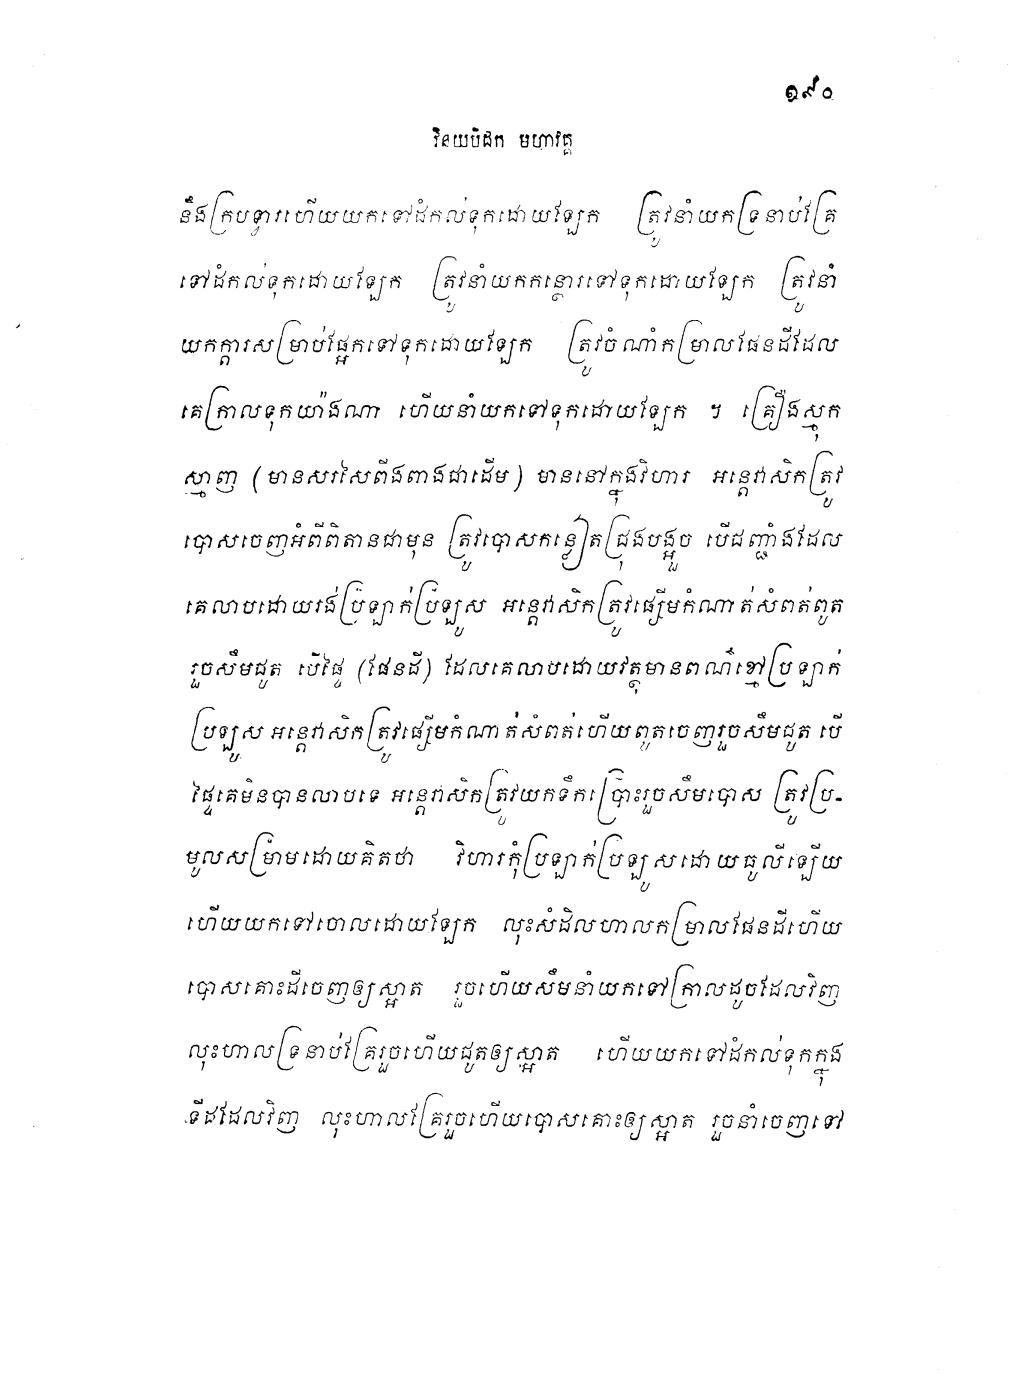 ១៩០
វិនយបិដក មហាវគ្គ
នឹងក្របទ្វារហើយយកទៅដំកល់ទុកដោយឡែក ត្រូវនាំយកទ្រនាប់គ្រែ
ទៅដំកល់ទុកដោយឡែក ត្រូវនាំយកកន្ថោរទៅទុកដោយឡែក ត្រូវនាំ
យកក្តារសម្រាប់ផ្អែកទៅទុកដោយឡែក ត្រូវចំណាំកម្រាលផែនដីដែល
គេក្រាលទុកយ៉ាងណា ហើយនាំយកទៅទុកដោយឡែក ។ គ្រឿងស្មុក
ស្មាញ (មានសរសៃពីងពាងជាដើម) មាននៅក្នុងវិហារ អន្តេវាសិកត្រូវ
បោសចេញអំពីពិតានជាមុន ត្រូវបោសកន្ធៀតជ្រុងបង្អួច បើជញ្ជាំងដែល
គេលាបដោយរង់ប្រឡាក់ប្រឡូស អន្តេវាសិកត្រូវផ្សើមកំណាត់សំពត់ពូត
រួចសឹមជូត បើផ្ទៃ (ផែនដី) ដែលគេលាបដោយវត្ថុមានពណ៌ខ្មៅប្រឡាក់
ប្រឡូស អន្តេវាសិកត្រូវផ្សើមកំណាត់សំពត់ហើយពូតចេញរួចសឹមជូត បើ
ផ្ទៃគេមិនបានលាបទេ អន្តេវាសិកត្រូវយកទឹកប្រោះរួចសឹមបោស ត្រូវប្រ-
មូលសម្រាមដោយគិតថា វិហារកុំប្រឡាក់ប្រឡូសដោយធូលីឡើយ
ហើយយកទៅចោលដោយឡែក លុះសំដិលហាលកម្រាលផែនដីហើយ
បោសគោះដីចេញឲ្យស្អាត រួចហើយសឹមនាំយកទៅក្រាលដូចដែលវិញ
លុះហាលទ្រនាប់គ្រែរួចហើយជូតឲ្យស្អាត ហើយយកទៅដំកល់ទុកក្នុង
ទីដដែលវិញ លុះហាលគ្រែរួចហើយបោសគោះឲ្យស្អាត រួចនាំចេញទៅ